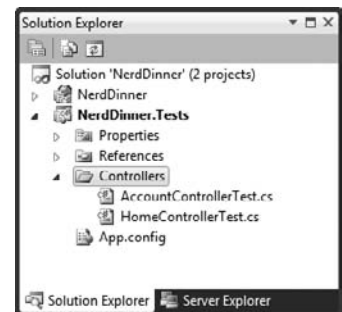 Solution Explorer
Solution 'NerdDinner' (2 projects)
NerdDinner
NerdDinner.Tests
Properties
References
Controllers
AccountControllerTest.cs
HomeControllerTest.cs
App.config
Solution Explorer Server Explorer